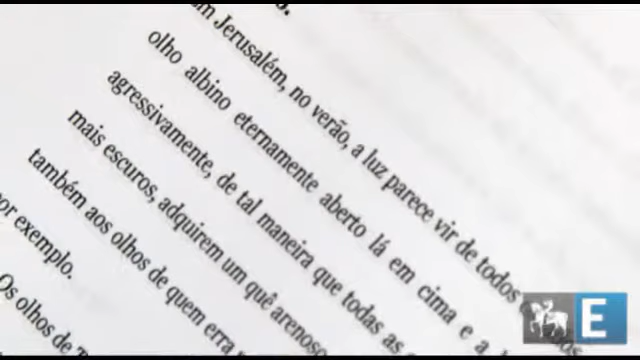 em Jerusalém, no verão, a luz parece vir de todos
olho albino eternamente aberto lá em cima e a
agressivamente, de tal maneira que todas as
mais escuros, adquirem um quê arenoso
também aos olhos de quem erra
por exemplo.
Os olhos de
E